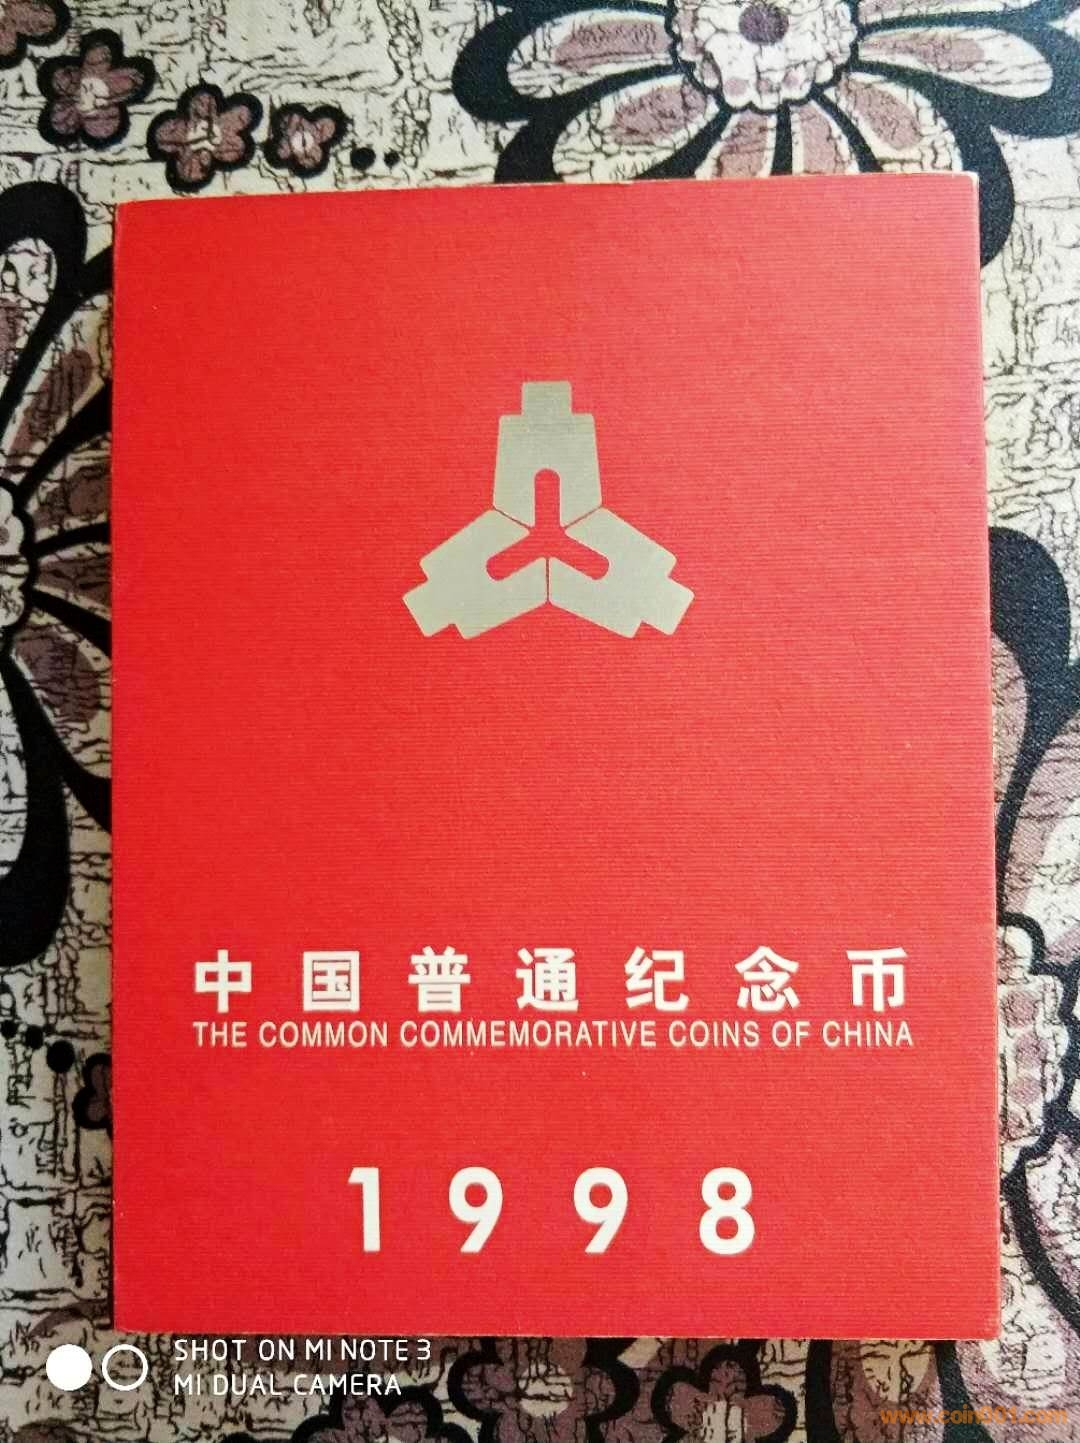 中国普通纪念币
THE COMMON COMMEMORATIVE COINS OF CHINA
1998
SHOT ON MI NOTE 3
MI DUAL CAMERA
www.coin001.com